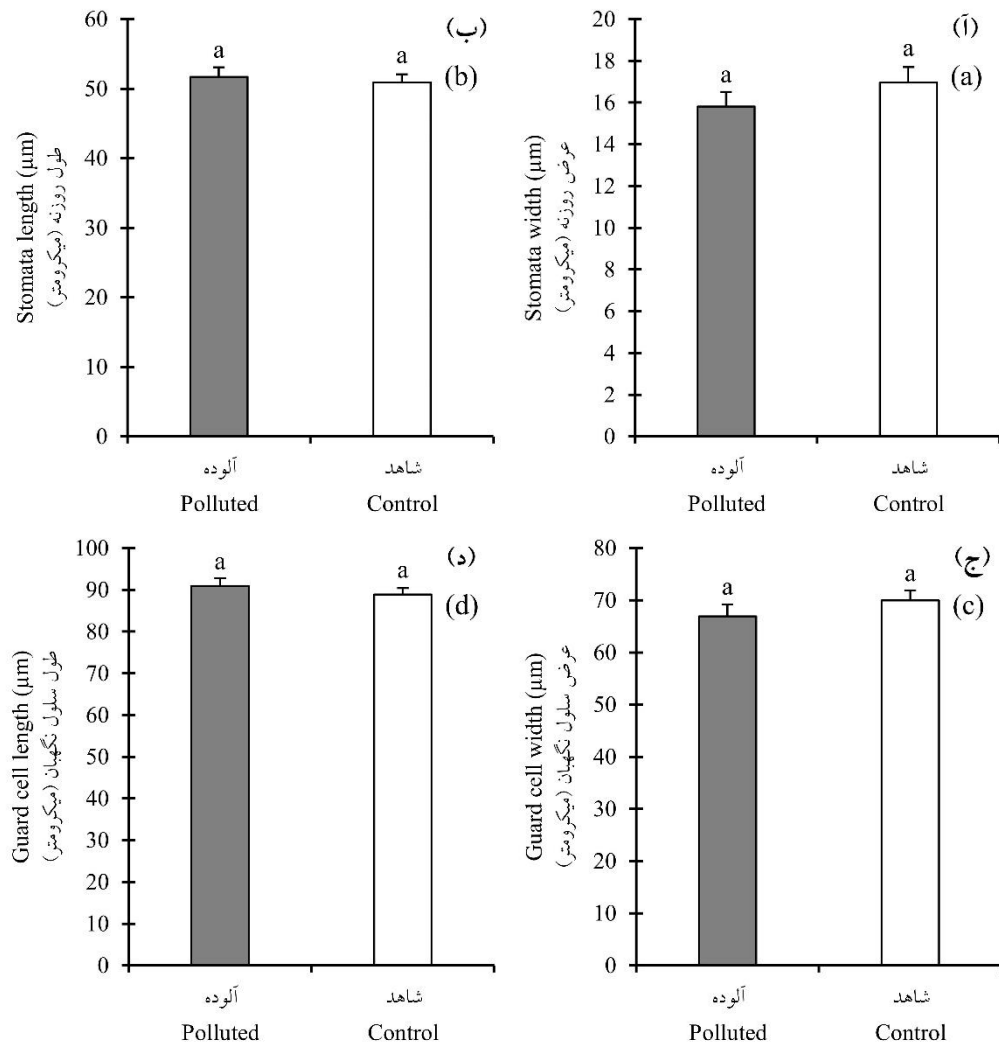 (ب)
(b)
a
a
60
50
40
30
20
10
0
Stomata length (µm)
طول روزنه (میکرومتر)
آلوده
شاهد
Polluted
Control
(آ)
(a)
a
a
20
18
16
14
12
10
8
6
4
2
0
Stomata width (µm)
عرض روزنه (میکرومتر)
آلوده
شاهد
Polluted
Control
(د)
(d)
a
a
100
90
80
70
60
50
40
30
20
10
0
Guard cell length (µm)
طول سلول نگهبان (میکرومتر)
آلوده
شاهد
Polluted
Control
(ج)
(c)
a
a
80
70
60
50
40
30
20
10
0
Guard cell width (µm)
عرض سلول نگهبان (میکرومتر)
آلوده
شاهد
Polluted
Control